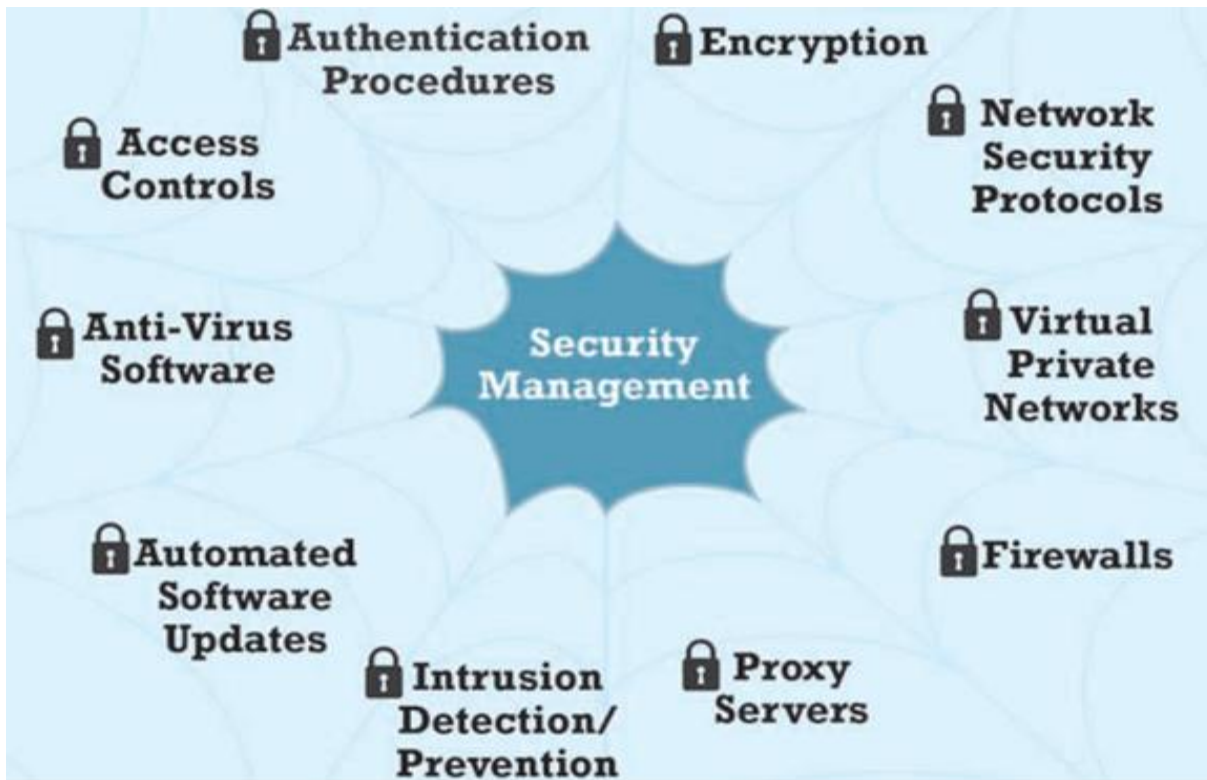 Authentication
Procedures
Encryption
Network
Security
Protocols
Access
Controls
Anti-Virus
Software
Security
Management
Virtual
Private
Networks
Automated
Software
Updates
Firewalls
Intrusion
Detection/
Prevention
Proxy
Servers